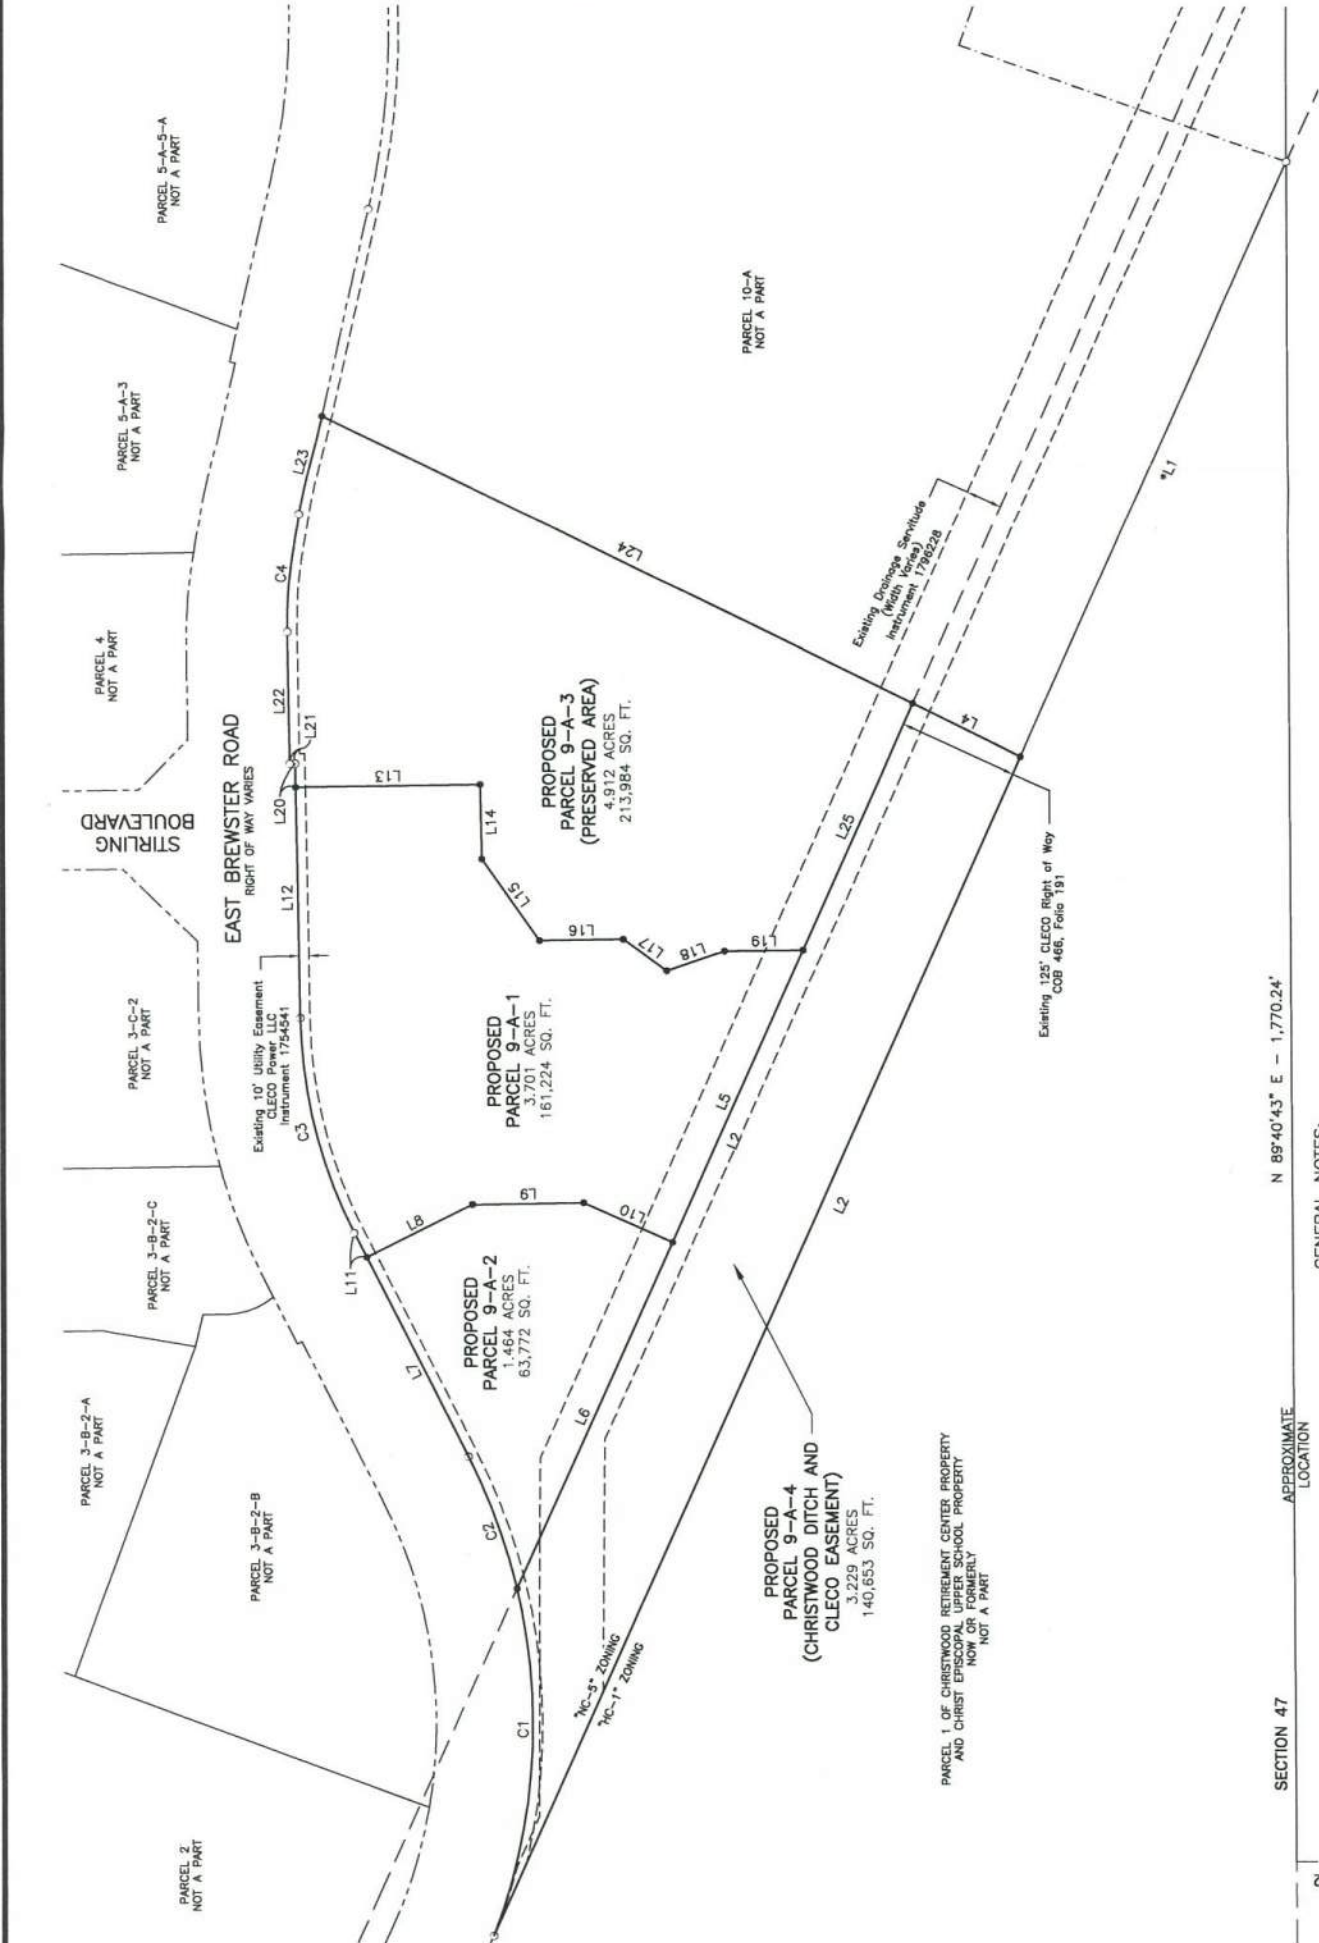 PARCEL 2
NOT A PART
PARCEL 3-B-2-A
NOT A PART
PARCEL 3-B-2-B
NOT A PART
PARCEL 3-B-2-C
NOT A PART
PARCEL 3-C-2
NOT A PART
STIRLING
BOULEVARD
PARCEL 4
NOT A PART
PARCEL 5-A-3
NOT A PART
PARCEL 5-A-5-A
NOT A PART
EAST BREWSTER ROAD
RIGHT OF WAY VARIES
Existing 10' Utility Easement
CLECO Power LLC
Instrument 1754541
C1
C2
L7
L11
C3
L12
L20
L21
L22
C4
L23
L8
L9
L10
L13
L14
L15
L16
L17
L18
L19
L24
PROPOSED
PARCEL 9-A-2
1.464 ACRES
63,772 SQ. FT.
PROPOSED
PARCEL 9-A-1
3.701 ACRES
161,224 SQ. FT.
PROPOSED
PARCEL 9-A-3
(PRESERVED AREA)
4.912 ACRES
213,984 SQ. FT.
PARCEL 10-A
NOT A PART
L6
L5
L2
L25
L4
L2
*L1
Existing Drainage Servitude
(Width Varies)
Instrument 1796228
"NC-5" ZONING
"HC-1" ZONING
PROPOSED
PARCEL 9-A-4
(CHRISTWOOD DITCH AND
CLECO EASEMENT)
3.229 ACRES
140,653 SQ. FT.
Existing 125' CLECO Right of Way
COB 466, Folio 191
PARCEL 1 OF CHRISTWOOD RETIREMENT CENTER PROPERTY
AND CHRIST EPISCOPAL UPPER SCHOOL PROPERTY
NOW OR FORMERLY
NOT A PART
SECTION 47
APPROXIMATE
LOCATION
N 89°40'43" E - 1,770.24'
GENERAL NOTES: